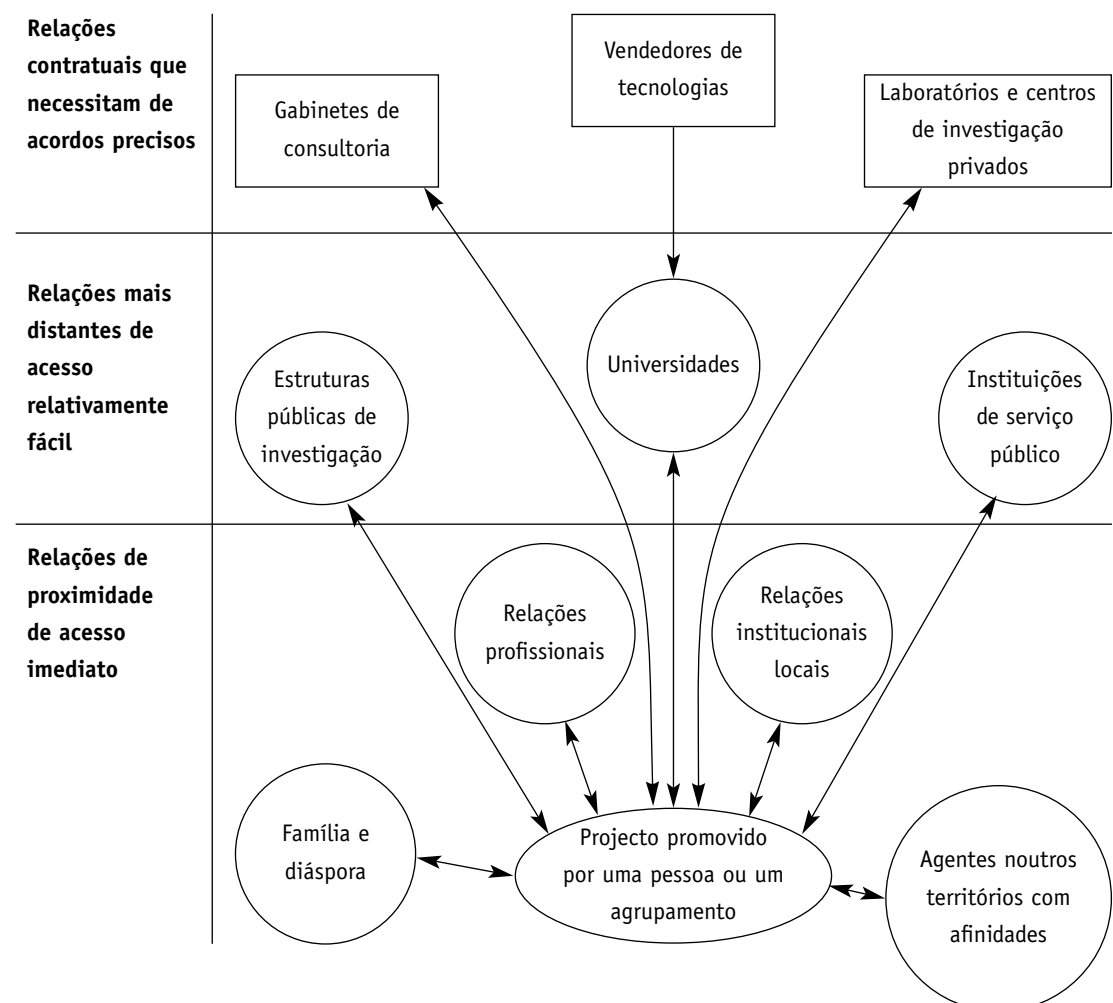 Relações
contratuais que
necessitam de
acordos precisos
Gabinetes de
consultoria
Vendedores de
tecnologias
Laboratórios e centros
de investigação
privados
Relações mais
distantes de
acesso
relativamente
fácil
Estruturas
públicas de
investigação
Universidades
Instituições
de serviço
público
Relações de
proximidade
de acesso
imediato
Relações
profissionais
Relações
institucionais
locais
Família e
diáspora
Projecto promovido
por uma pessoa ou um
agrupamento
Agentes noutros
territórios com
afinidades